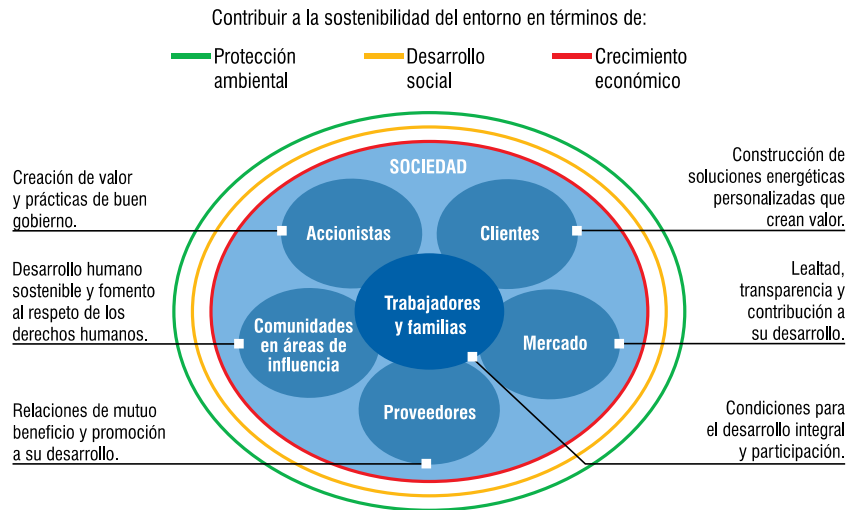 Contribuir a la sostenibilidad del entorno en términos de:
Protección
ambiental
Desarrollo
social
Crecimiento
económico
SOCIEDAD
Creación de valor
y prácticas de buen
gobierno.
Construcción de
soluciones energéticas
personalizadas que
crean valor.
Accionistas
Clientes
Desarrollo humano
sostenible y fomento
al respeto de los
derechos humanos.
Lealtad,
transparencia y
contribución a
su desarrollo.
Trabajadores
y familias
Comunidades
en áreas de
influencia
Mercado
Proveedores
Relaciones de mutuo
beneficio y promoción
a su desarrollo.
Condiciones para
el desarrollo integral
y participación.